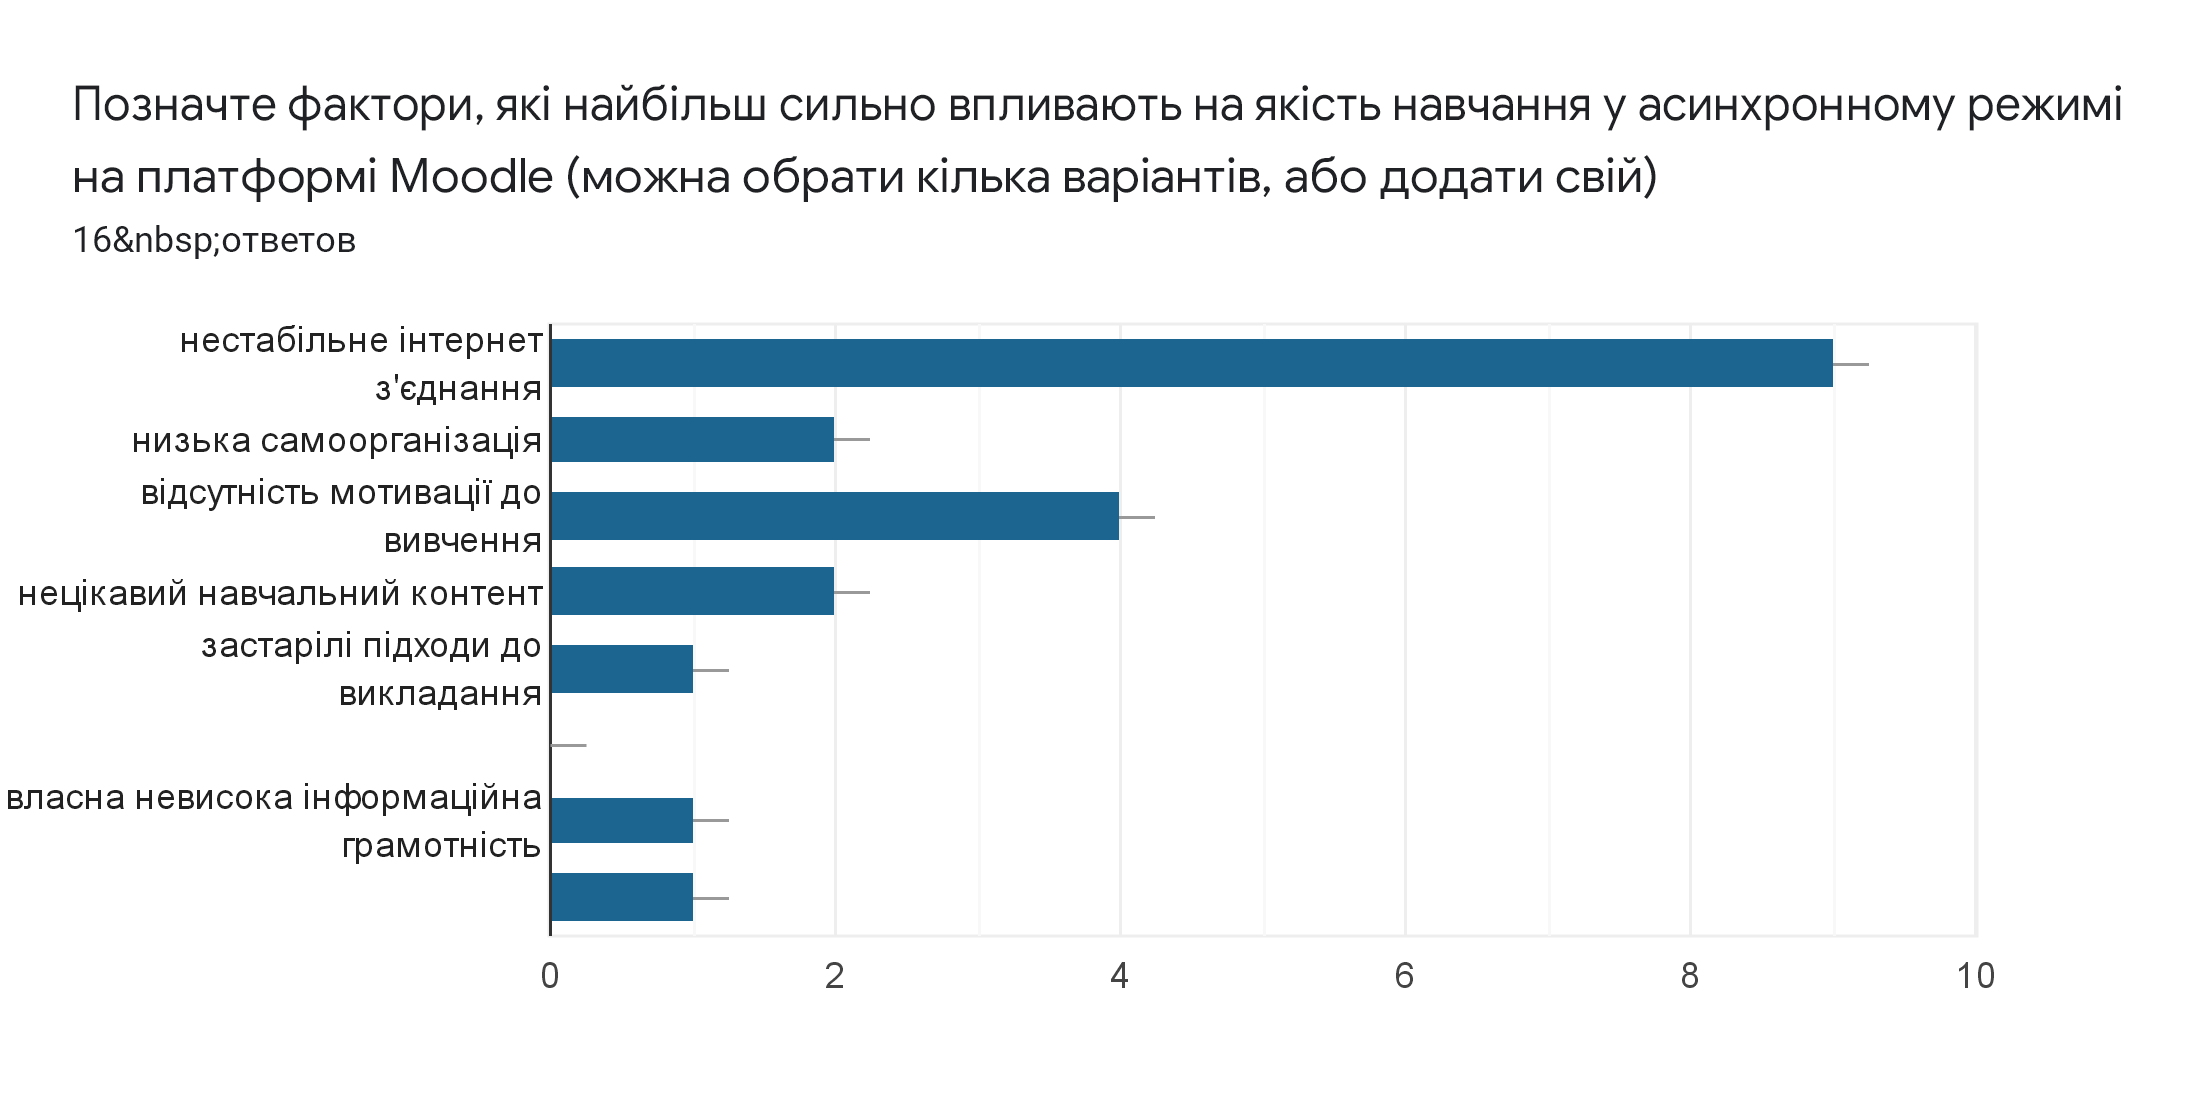 Позначте фактори, які найбільш сильно впливають на якість навчання у асинхронному режимі
на платформі Moodle (можна обрати кілька варіантів, або додати свій)
16&nbsp;ответов
нестабільне інтернет
з'єднання
низька самоорганізація
відсутність мотивації до
вивчення
нецікавий навчальний контент
застарілі підходи до
викладання
власна невисока інформаційна
грамотність
0 2 4 6 8 10